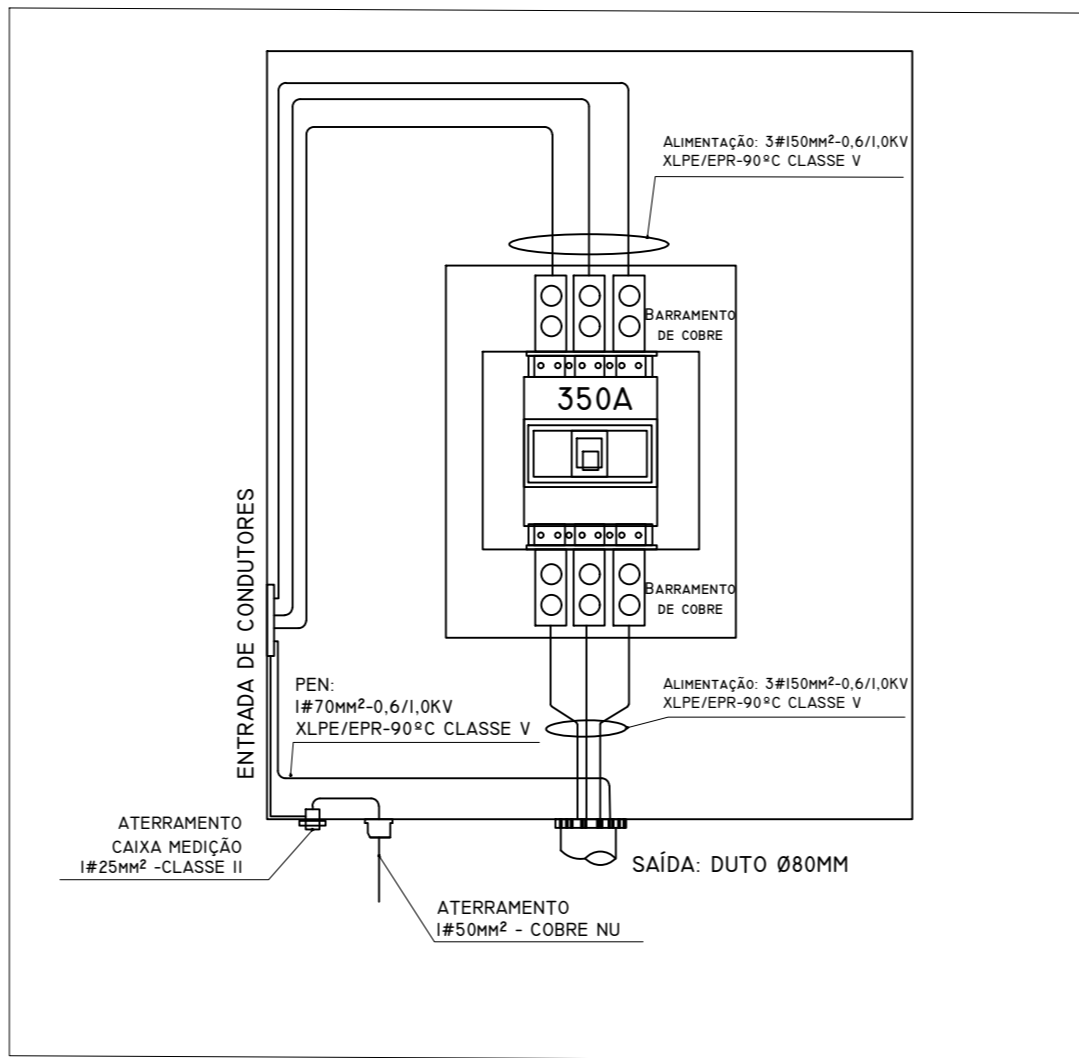 ALIMENTAÇÃO: 3#150MM²-0,6/1,0KV
XLPE/EPR-90ºC CLASSE V
BARRAMENTO
DE COBRE
350A
BARRAMENTO
DE COBRE
ENTRADA DE CONDUTORES
PEN:
1#70MM²-0,6/1,0KV
XLPE/EPR-90ºC CLASSE V
ALIMENTAÇÃO: 3#150MM²-0,6/1,0KV
XLPE/EPR-90ºC CLASSE V
ATERRAMENTO
CAIXA MEDIÇÃO
1#25MM² -CLASSE II
SAÍDA: DUTO Ø80MM
ATERRAMENTO
1#50MM² - COBRE NU